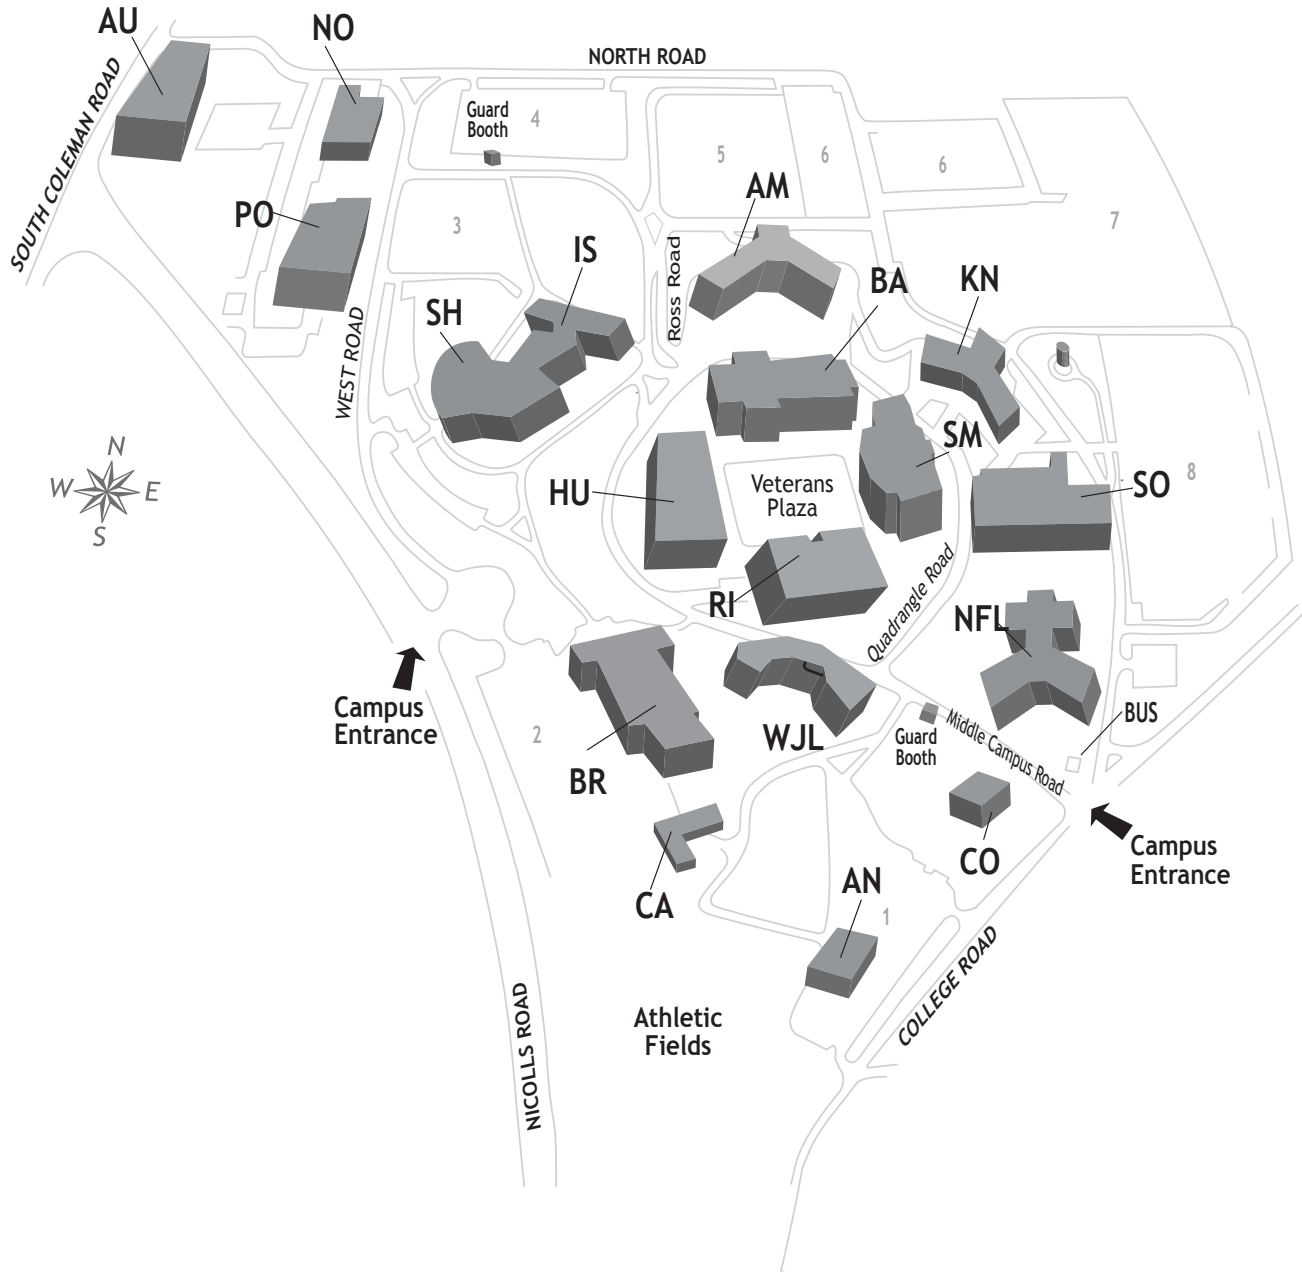 AU
NO
NORTH ROAD
SOUTH COLEMAN ROAD
Guard
Booth
4
5
6
6
7
AM
PO
3
IS
Ross Road
BA
KN
SH
WEST ROAD
SM
N
W
E
S
HU
Veterans
Plaza
SO
8
RI
Quadrangle Road
NFL
Campus
Entrance
2
WJL
Guard
Booth
Middle Campus Road
BUS
BR
CO
Campus
Entrance
CA
AN
1
COLLEGE ROAD
NICOLLS ROAD
Athletic
Fields